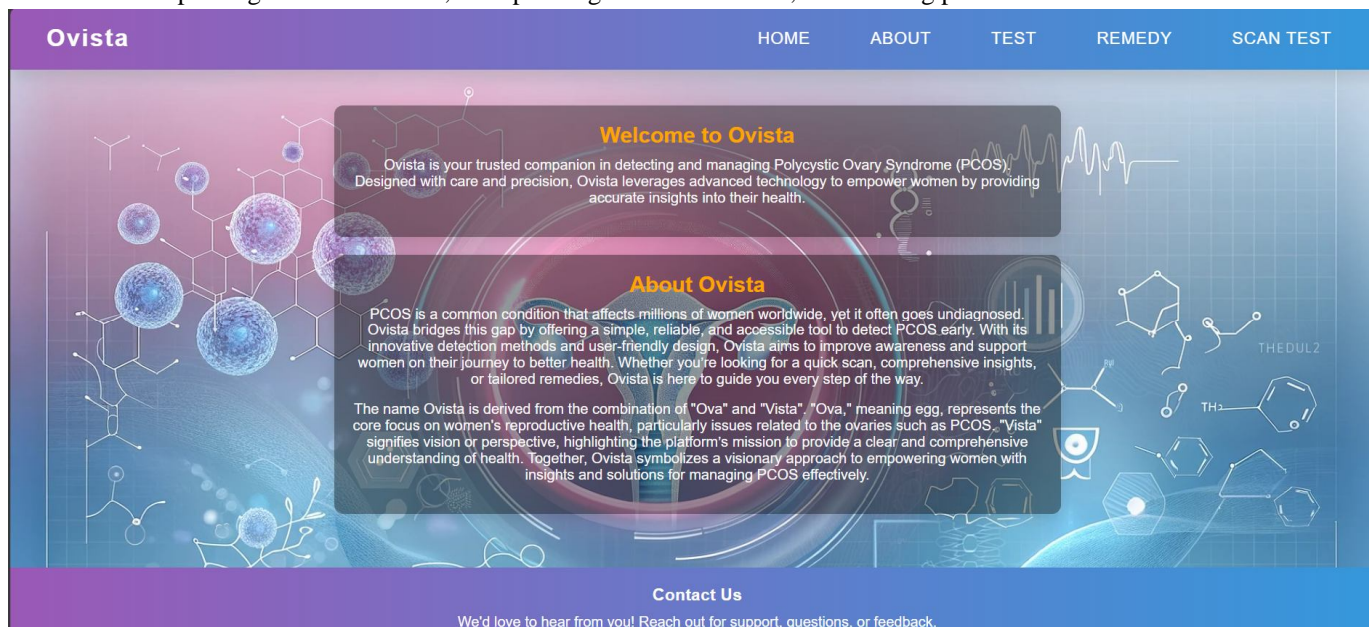 Ovista
HOME ABOUT TEST REMEDY SCAN TEST
Welcome to Ovista
Ovista is your trusted companion in detecting and managing Polycystic Ovary Syndrome (PCOS).
Designed with care and precision, Ovista leverages advanced technology to empower women by providing
accurate insights into their health.
About Ovista
PCOS is a common condition that affects millions of women worldwide, yet it often goes undiagnosed.
Ovista bridges this gap by offering a simple, reliable, and accessible tool to detect PCOS early. With its
innovative detection methods and user-friendly design, Ovista aims to improve awareness and support
women on their journey to better health. Whether you're looking for a quick scan, comprehensive insights,
or tailored remedies, Ovista is here to guide you every step of the way.
THEDUL2
The name Ovista is derived from the combination of "Ova" and "Vista". "Ova," meaning egg, represents the
core focus on women's reproductive health, particularly issues related to the ovaries such as PCOS. "Vista"
signifies vision or perspective, highlighting the platform's mission to provide a clear and comprehensive
understanding of health. Together, Ovista symbolizes a visionary approach to empowering women with
insights and solutions for managing PCOS effectively.
Contact Us
We'd love to hear from you! Reach out for support, questions, or feedback.